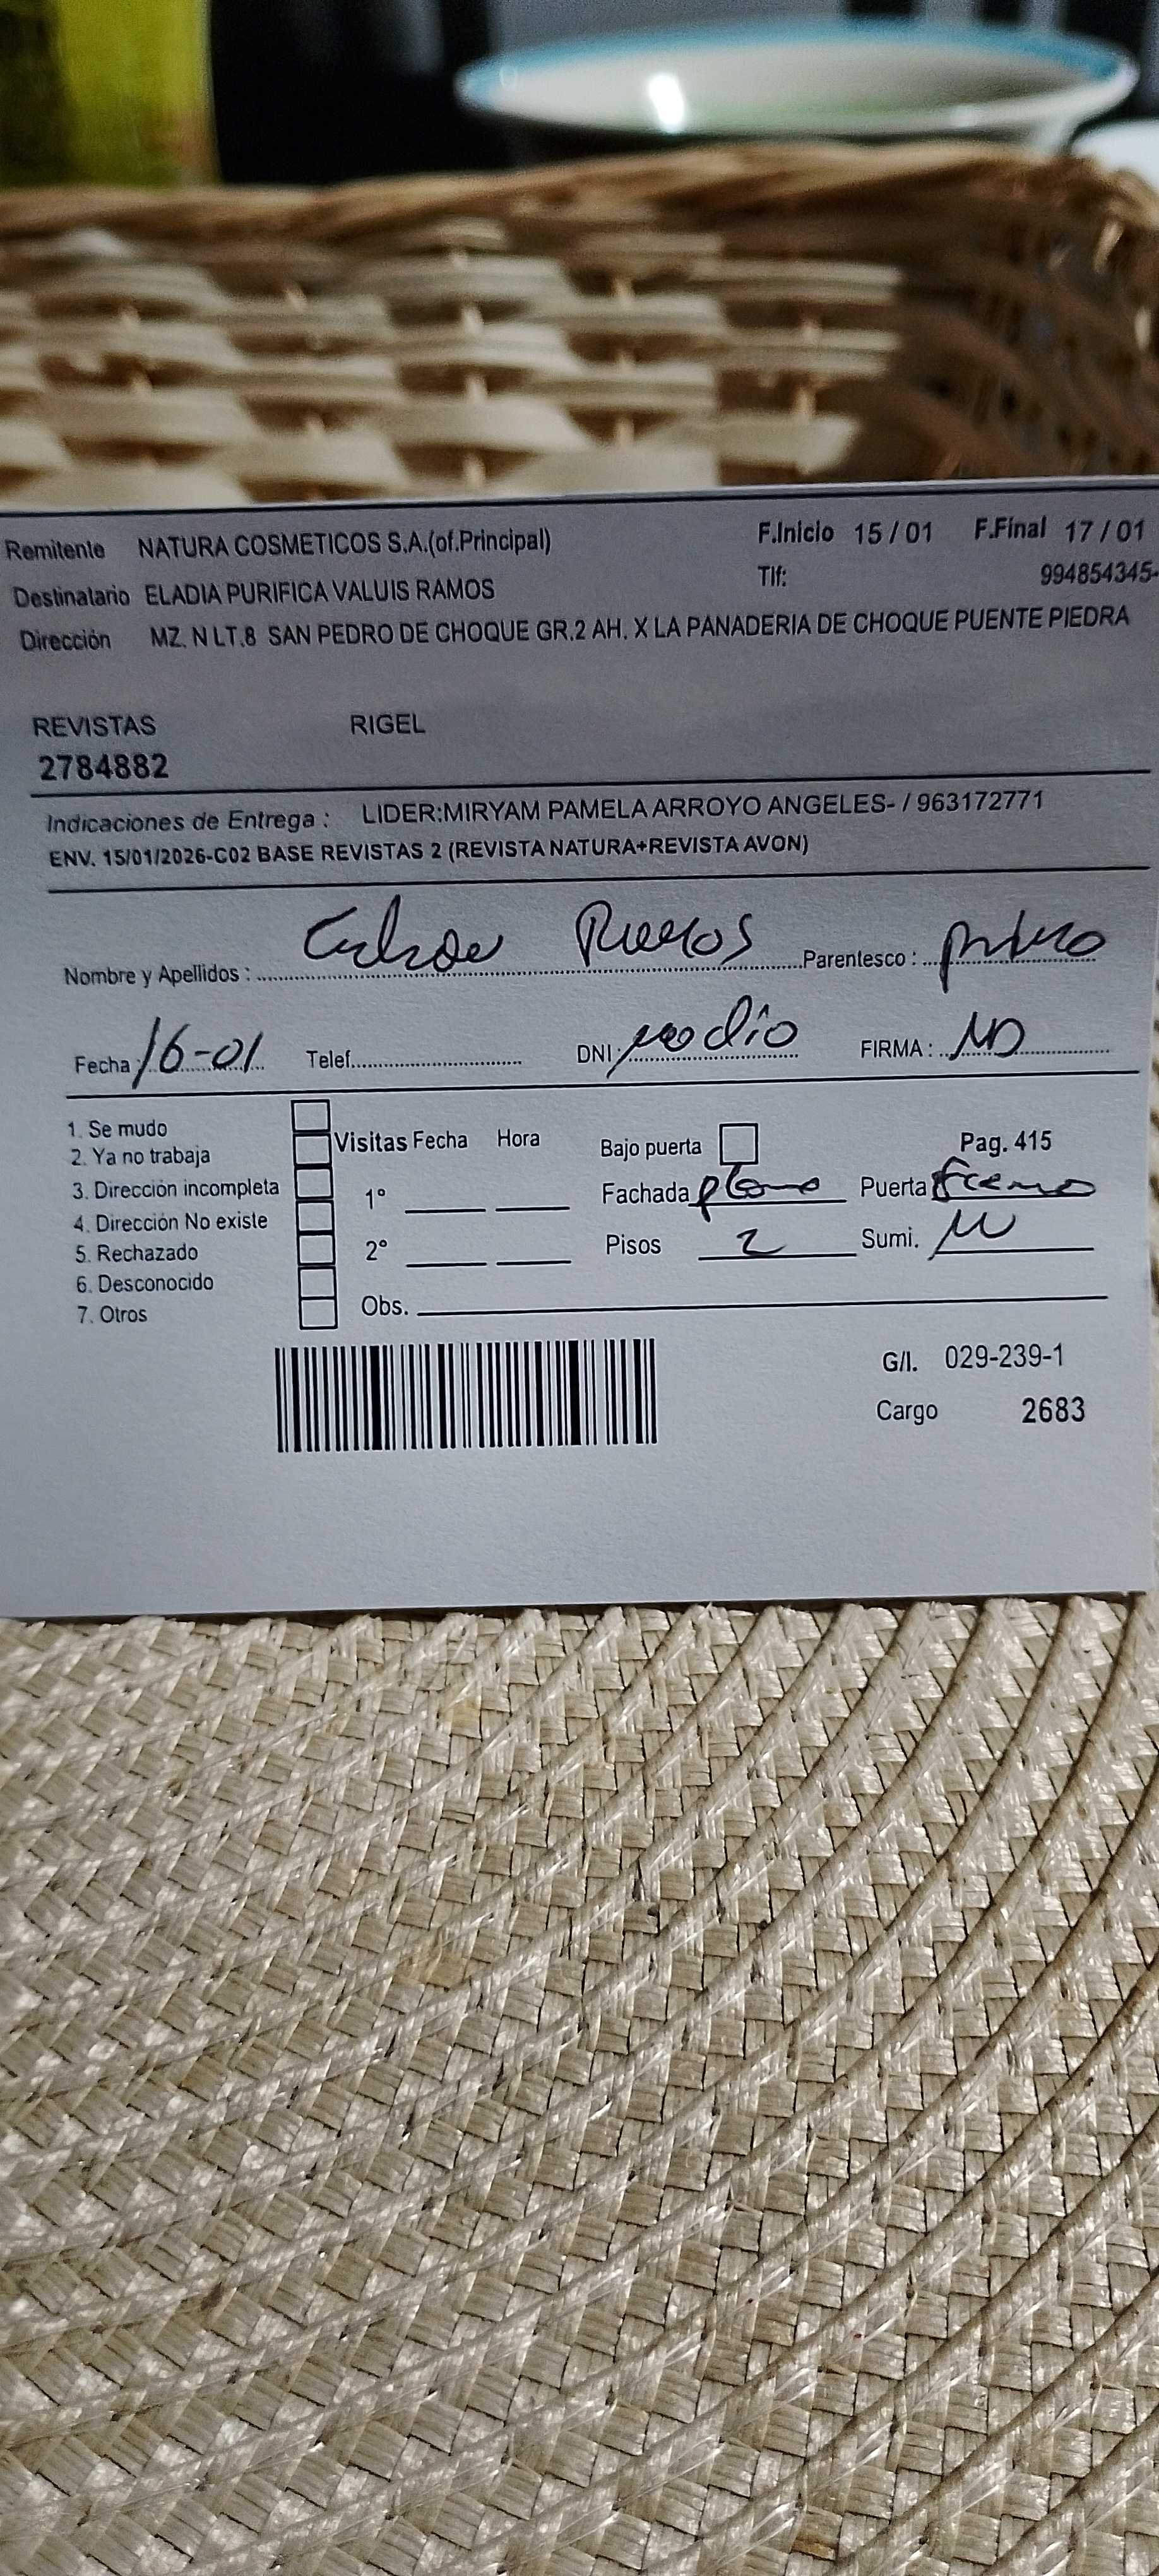 Remitente NATURA COSMETICOS S.A.(of.Principal) F.Inicio 15 / 01 F.Final 17 / 01
Destinatario ELADIA PURIFICA VALUIS RAMOS Tlf: 994854345-
Dirección MZ. N LT.8 SAN PEDRO DE CHOQUE GR.2 AH. X LA PANADERIA DE CHOQUE PUENTE PIEDRA
REVISTAS RIGEL
2784882
Indicaciones de Entrega : LIDER:MIRYAM PAMELA ARROYO ANGELES- / 963172771
ENV. 15/01/2026-C02 BASE REVISTAS 2 (REVISTA NATURA+REVISTA AVON)
Nombre y Apellidos : Parentesco :
Fecha : 16-01 Telef. DNI : no dio FIRMA :
1. Se mudo
2. Ya no trabaja Visitas Fecha Hora Bajo puerta Pag. 415
3. Dirección incompleta 1° Fachada plomo Puerta
4. Dirección No existe
5. Rechazado 2° Pisos 2 Sumi.
6. Desconocido
7. Otros Obs.
G/I. 029-239-1
Cargo 2683